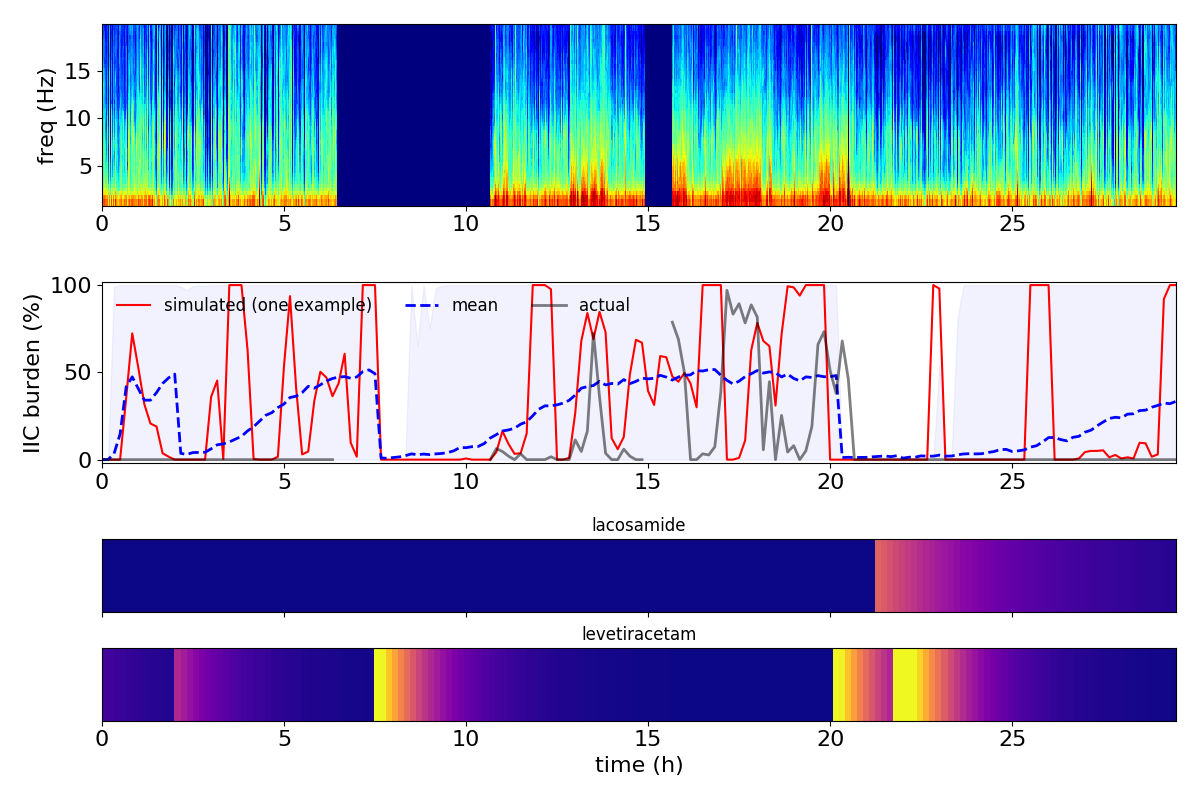 freq (Hz)
15
10
5
0 5 10 15 20 25
IIC burden (%)
100
50
0
simulated (one example) mean actual
0 5 10 15 20 25
lacosamide
levetiracetam
0 5 10 15 20 25
time (h)